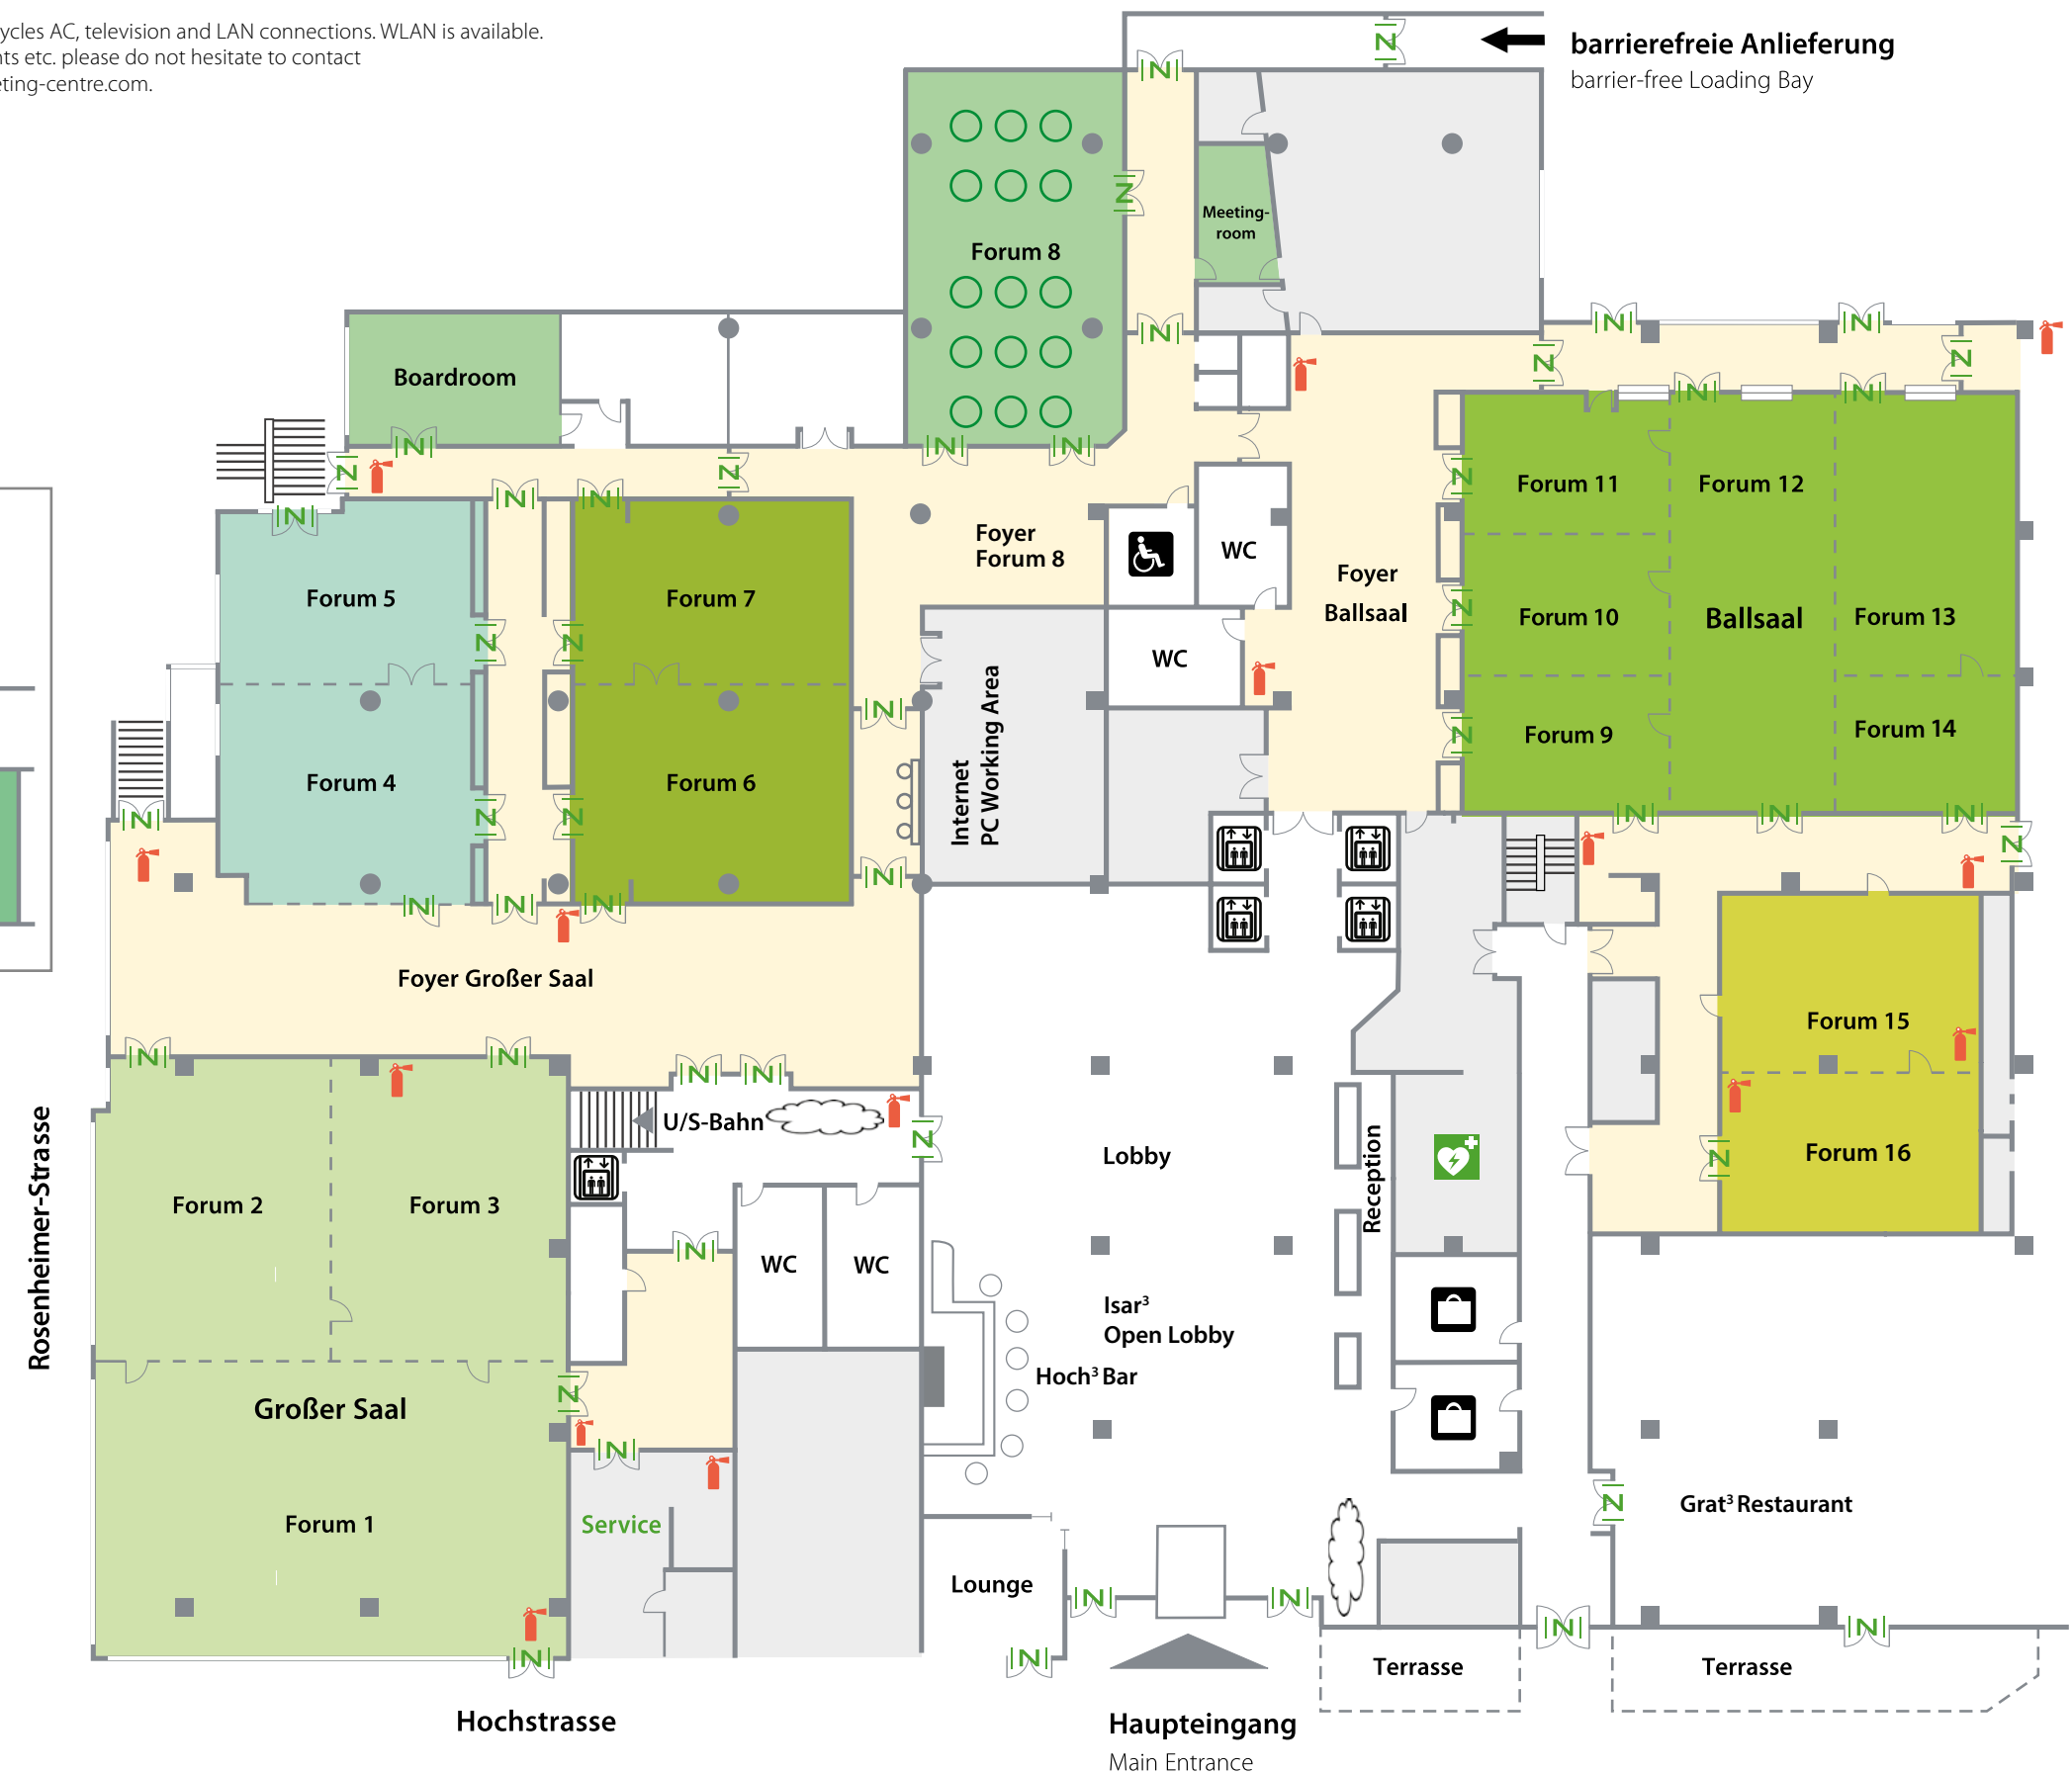 ycles AC, television and LAN connections. WLAN is available.
nts etc. please do not hesitate to contact
eting-centre.com.
barrierefreie Anlieferung
barrier-free Loading Bay
Meeting-
room
Forum 8
Boardroom
Forum 11
Forum 12
Foyer
Forum 8
WC
Foyer
Ballsaal
Forum 5
Forum 7
Forum 10
Ballsaal
Forum 13
WC
Internet
PC Working Area
Forum 9
Forum 14
Forum 4
Forum 6
Foyer Großer Saal
Forum 15
U/S-Bahn
Lobby
Reception
Forum 16
Rosenheimer-Strasse
Forum 2
Forum 3
WC
WC
Isar³
Open Lobby
Hoch³ Bar
Großer Saal
Grat³ Restaurant
Forum 1
Service
Lounge
Terrasse
Terrasse
Hochstrasse
Haupteingang
Main Entrance